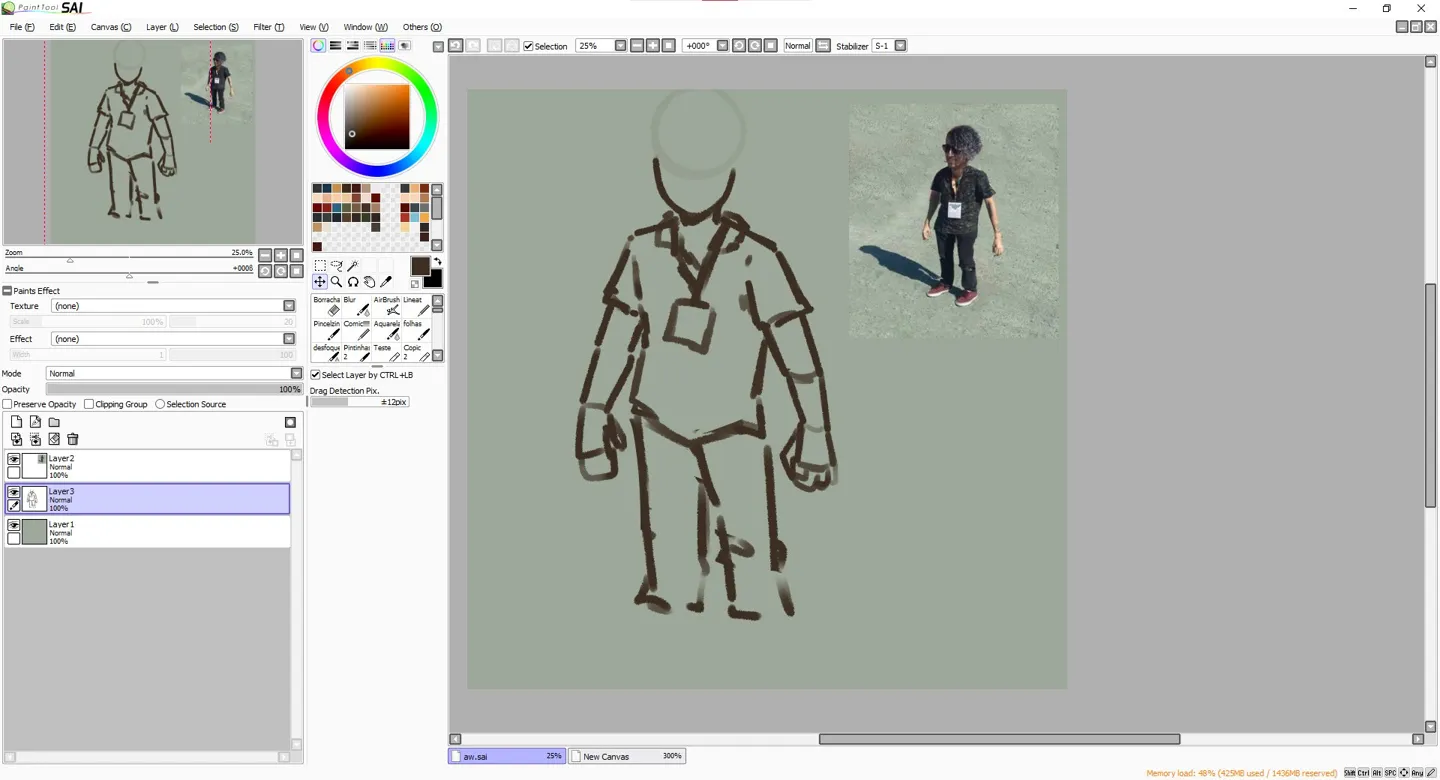 PaintTool SAI
File (F) Edit (E) Canvas (C) Layer (L) Selection (S) Filter (T) View (V) Window (W) Others (O)
Selection 25% +000° Normal Stabilizer S-1
Zoom 25.0%
Angle +000δ
Paints Effect
Texture (none)
Scale 100% 20
Effect (none)
Width 1 100
Mode Normal
Opacity 100%
Preserve Opacity Clipping Group Selection Source
Layer2
Normal
100%
Layer3
Normal
100%
Layer1
Normal
100%
Borracha Blur AirBrush Lineat
Pincelzin Comic!!!! Aquarela folhas
desfoque Pintinhas 2 Teste Copic 2
Select Layer by CTRL+LB
Drag Detection Pix.
±12pix
aw.sai 25% New Canvas 300%
Memory load: 48% (425MB used / 1436MB reserved) Shift Ctrl Alt SPC Any